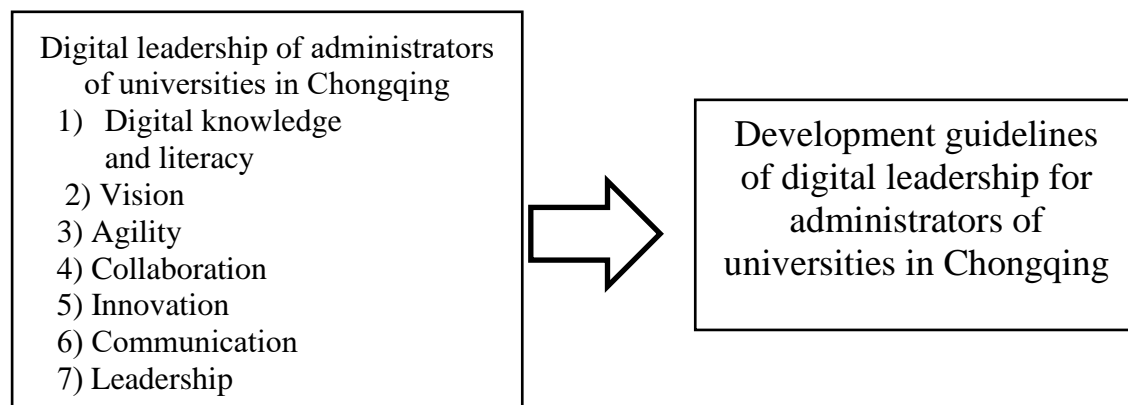 Digital leadership of administrators
of universities in Chongqing
1) Digital knowledge
and literacy
2) Vision
3) Agility
4) Collaboration
5) Innovation
6) Communication
7) Leadership
Development guidelines
of digital leadership for
administrators of
universities in Chongqing